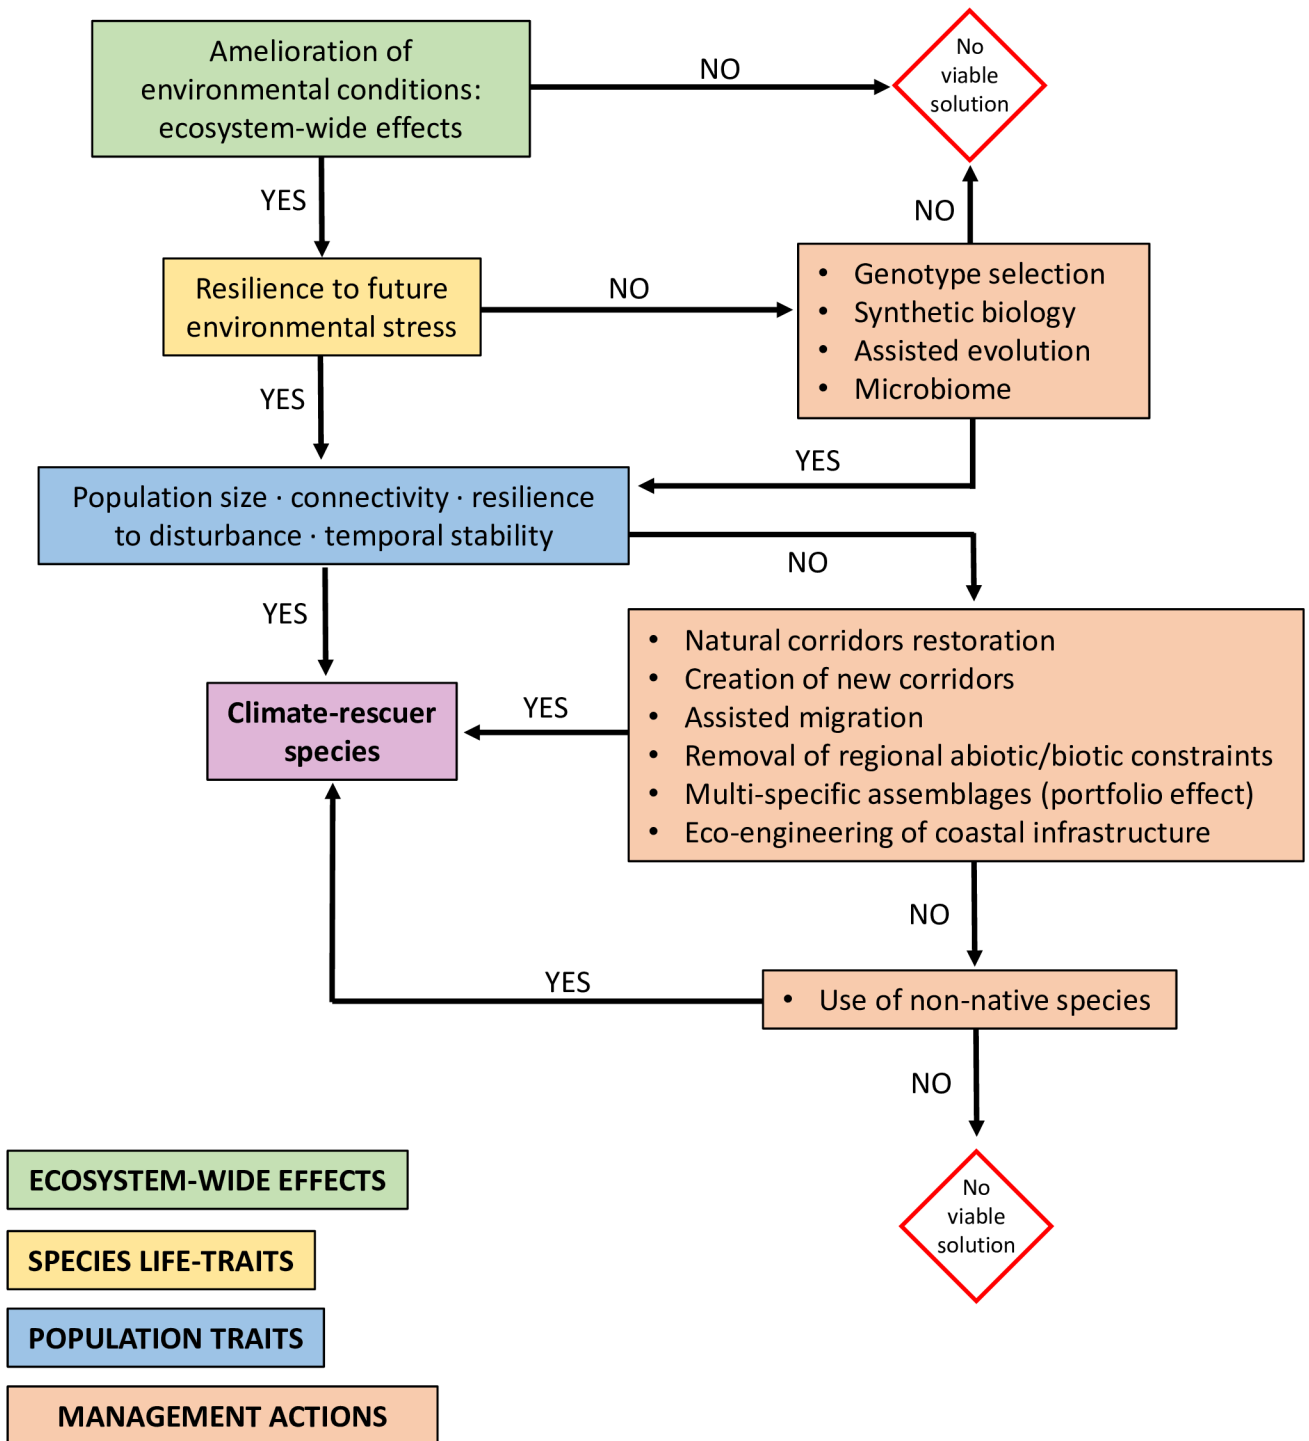 Amelioration of
environmental conditions:
ecosystem-wide effects
NO
No
viable
solution
YES
NO
Resilience to future
environmental stress
NO
• Genotype selection
• Synthetic biology
• Assisted evolution
• Microbiome
YES
YES
Population size · connectivity · resilience
to disturbance · temporal stability
NO
YES
• Natural corridors restoration
• Creation of new corridors
• Assisted migration
• Removal of regional abiotic/biotic constraints
• Multi-specific assemblages (portfolio effect)
• Eco-engineering of coastal infrastructure
YES
Climate-rescuer
species
NO
YES
• Use of non-native species
NO
No
viable
solution
ECOSYSTEM-WIDE EFFECTS
SPECIES LIFE-TRAITS
POPULATION TRAITS
MANAGEMENT ACTIONS